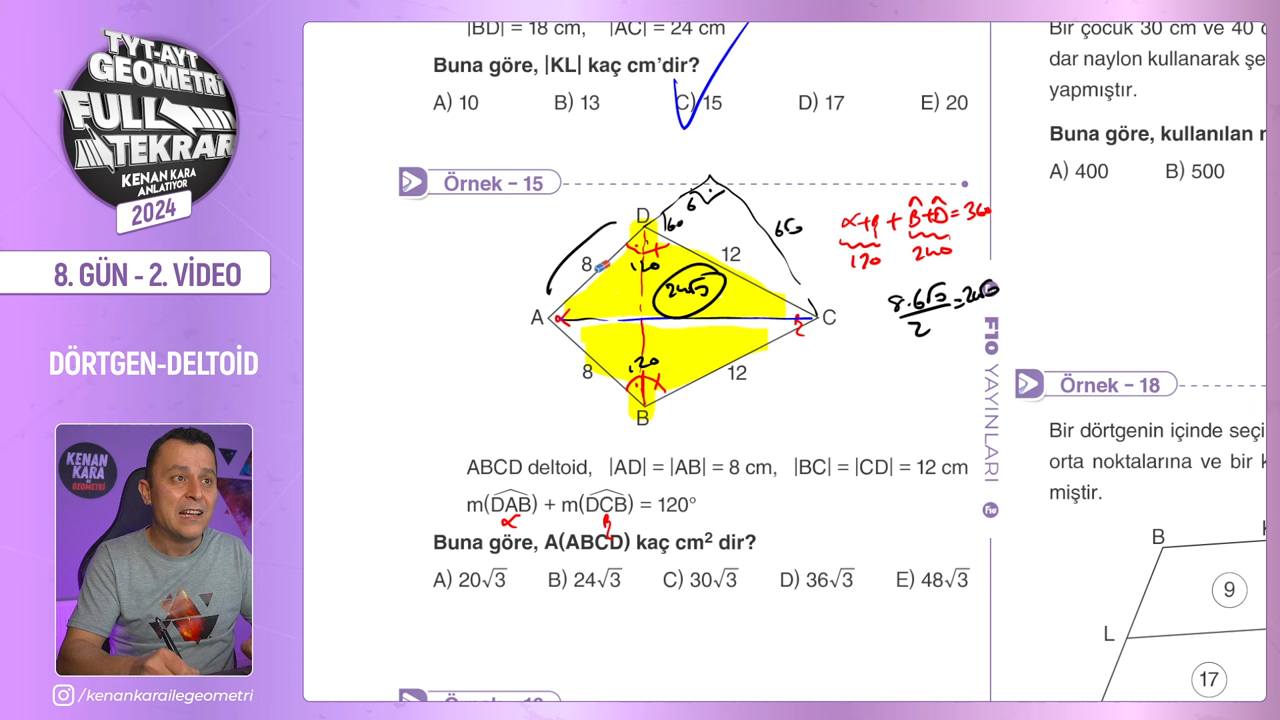 TYT-AYT
GEOMETRİ
FULL
TEKRAR
KENAN KARA
ANLATIYOR
2024
8. GÜN - 2. VİDEO
DÖRTGEN-DELTOİD
KENAN
KARA
GEOMETRİ
/kenankarailegeometri
|BD| = 18 cm, |AC| = 24 cm
Buna göre, |KL| kaç cm'dir?
A) 10 B) 13 C) 15 D) 17 E) 20
Örnek – 15
D
60
6
6√3
8
12
120
24√3
A
α
C
8
120
12
B
α+β + B̂+D̂ = 360
120 240
8.6√3/2 = 24√3
ABCD deltoid, |AD| = |AB| = 8 cm, |BC| = |CD| = 12 cm
m(DAB) + m(DCB) = 120°
α β
Buna göre, A(ABCD) kaç cm² dir?
A) 20√3 B) 24√3 C) 30√3 D) 36√3 E) 48√3
F10 YAYINLARI
F10
Bir çocuk 30 cm ve 40
dar naylon kullanarak şe
yapmıştır.
Buna göre, kullanılan
A) 400 B) 500
Örnek – 18
Bir dörtgenin içinde seçi
orta noktalarına ve bir
miştir.
B
9
L
17